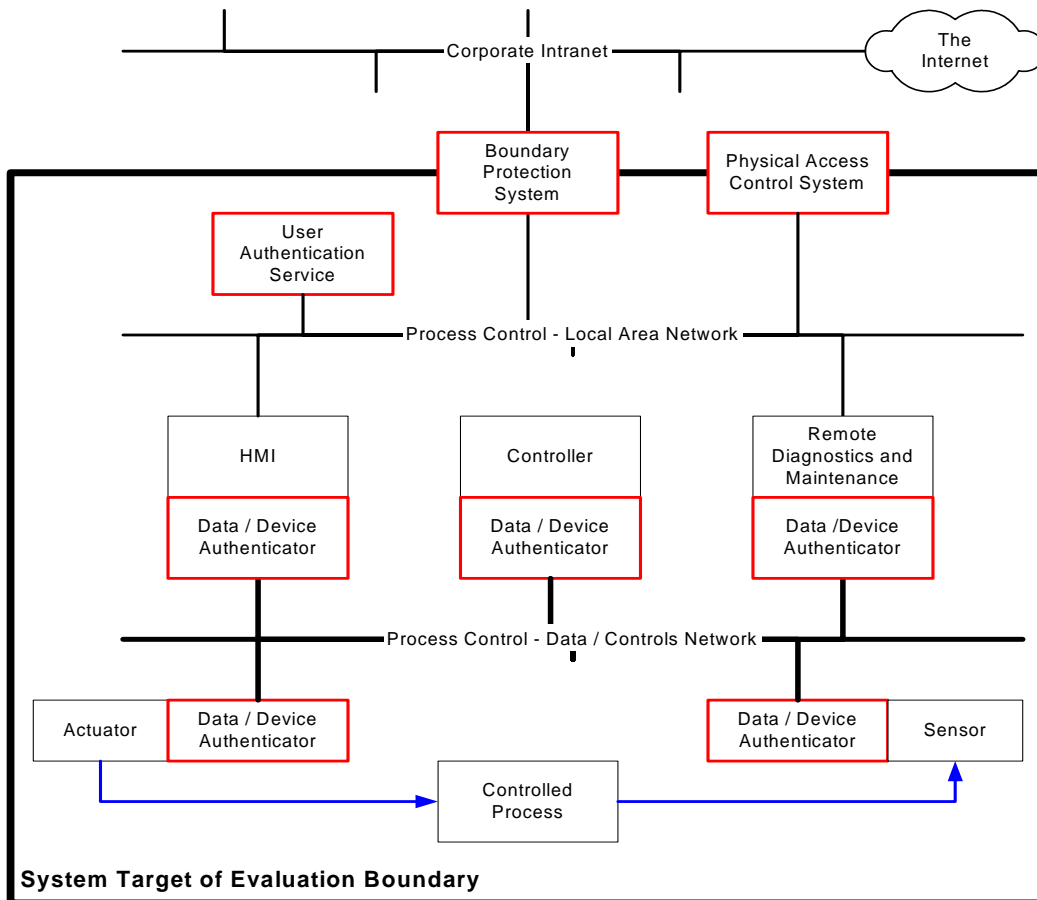 Corporate Intranet
The
Internet
Boundary
Protection
System
Physical Access
Control System
User
Authentication
Service
Process Control - Local Area Network
HMI
Controller
Remote
Diagnostics and
Maintenance
Data / Device
Authenticator
Data / Device
Authenticator
Data /Device
Authenticator
Process Control - Data / Controls Network
Actuator
Data / Device
Authenticator
Data / Device
Authenticator
Sensor
Controlled
Process
System Target of Evaluation Boundary